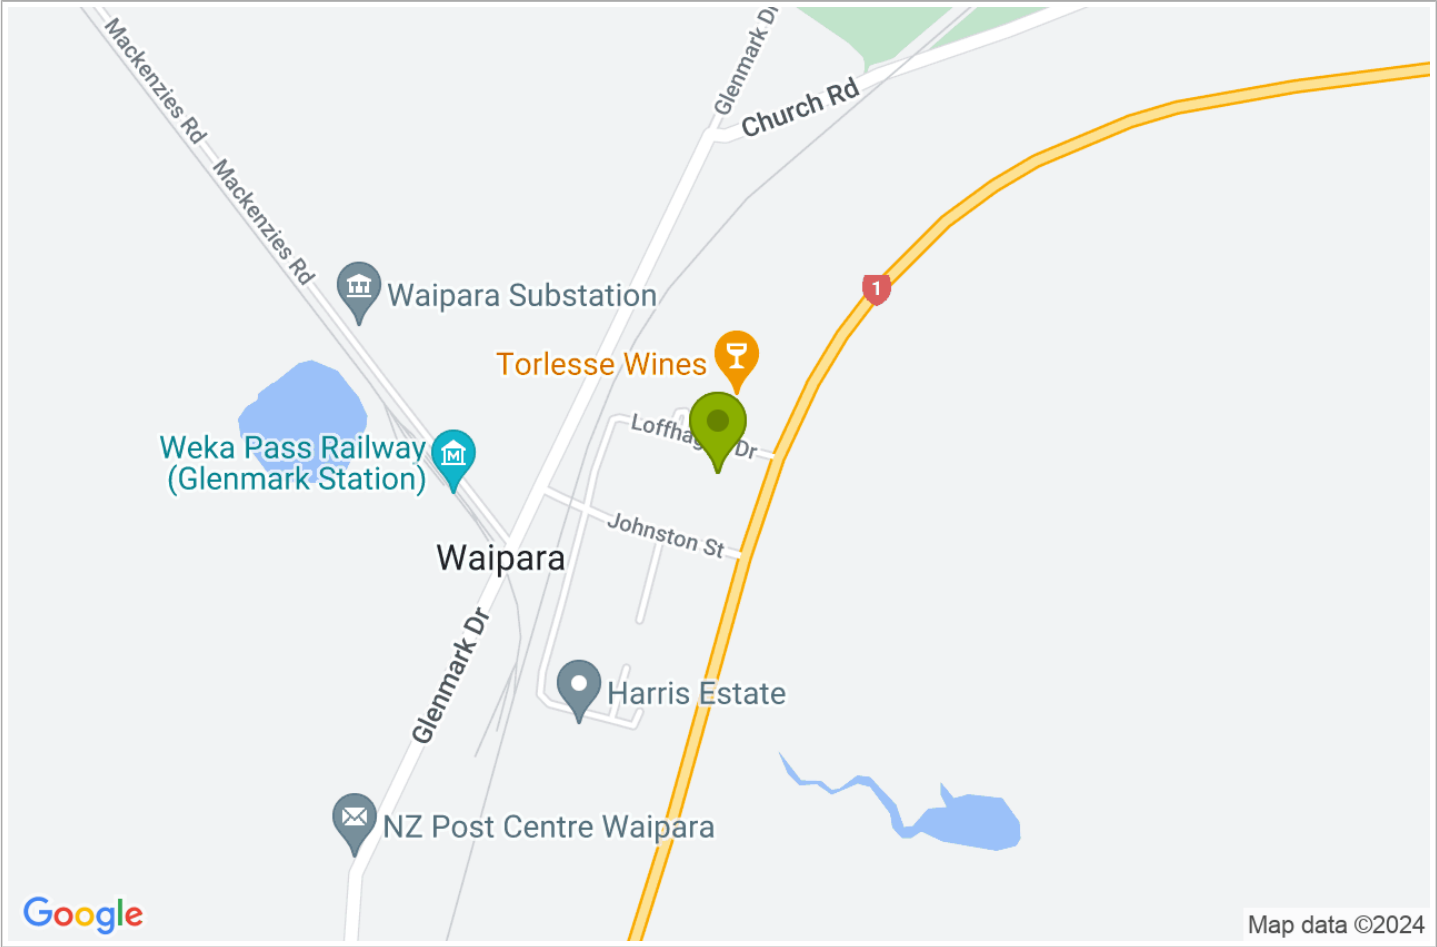 Mackenzies Rd
Glenmark Dr
Church Rd
Mackenzies Rd
1
Waipara Substation
Torlesse Wines
Dr
Weka Pass Railway
(Glenmark Station)
Johnston St
Waipara
Glenmark Dr
Harris Estate
NZ Post Centre Waipara
Google
Map data ©2024